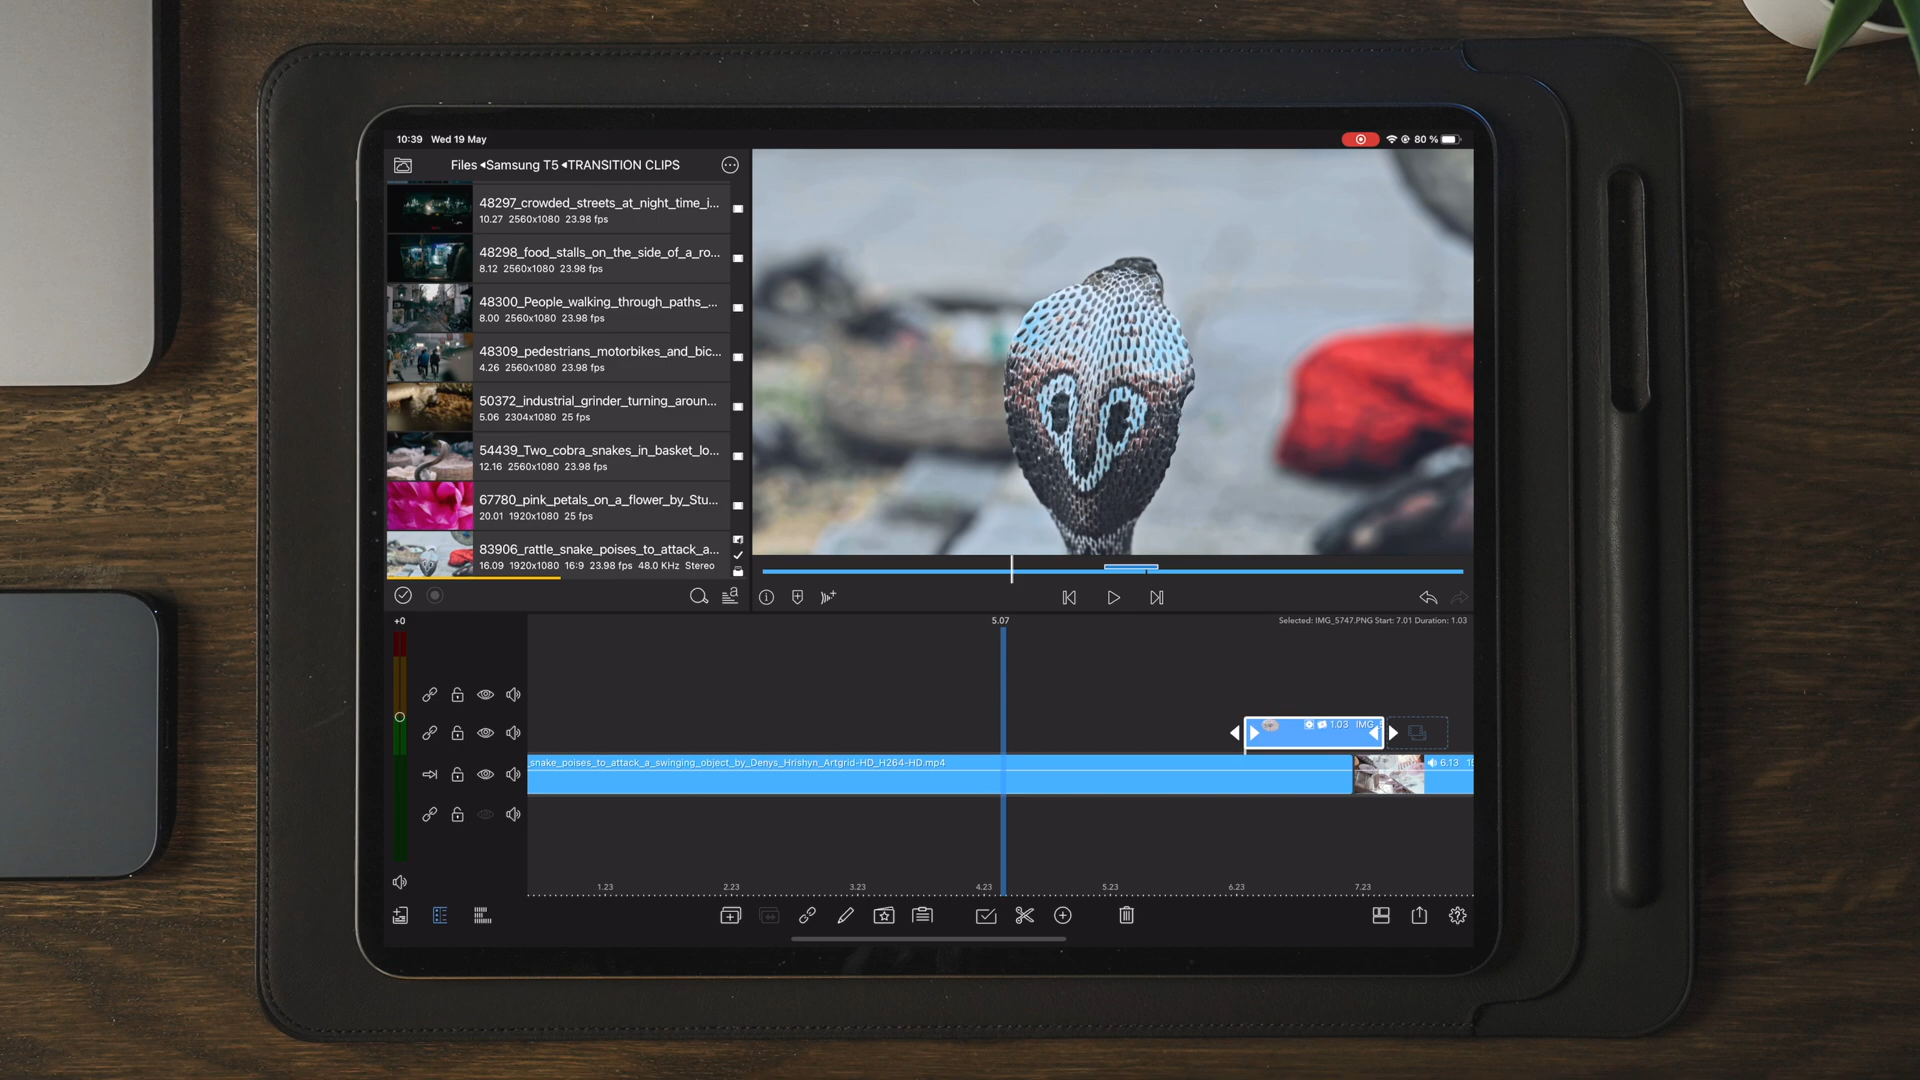 10:39 Wed 19 May
80 %
Files ◂Samsung T5 ◂TRANSITION CLIPS
48297_crowded_streets_at_night_time_i...
10.27 2560x1080 23.98 fps
48298_food_stalls_on_the_side_of_a_ro...
8.12 2560x1080 23.98 fps
48300_People_walking_through_paths_...
8.00 2560x1080 23.98 fps
48309_pedestrians_motorbikes_and_bic...
4.26 2560x1080 23.98 fps
50372_industrial_grinder_turning_aroun...
5.06 2304x1080 25 fps
54439_Two_cobra_snakes_in_basket_lo...
12.16 2560x1080 23.98 fps
67780_pink_petals_on_a_flower_by_Stu...
20.01 1920x1080 25 fps
83906_rattle_snake_poises_to_attack_a...
16.09 1920x1080 16:9 23.98 fps 48.0 KHz Stereo
+0
5.07
Selected: IMG_5747.PNG Start: 7.01 Duration: 1.03
1.03 IMG_
snake_poises_to_attack_a_swinging_object_by_Denys_Hrishyn_Artgrid-HD_H264-HD.mp4
6.13
1.23 2.23 3.23 4.23 5.23 6.23 7.23